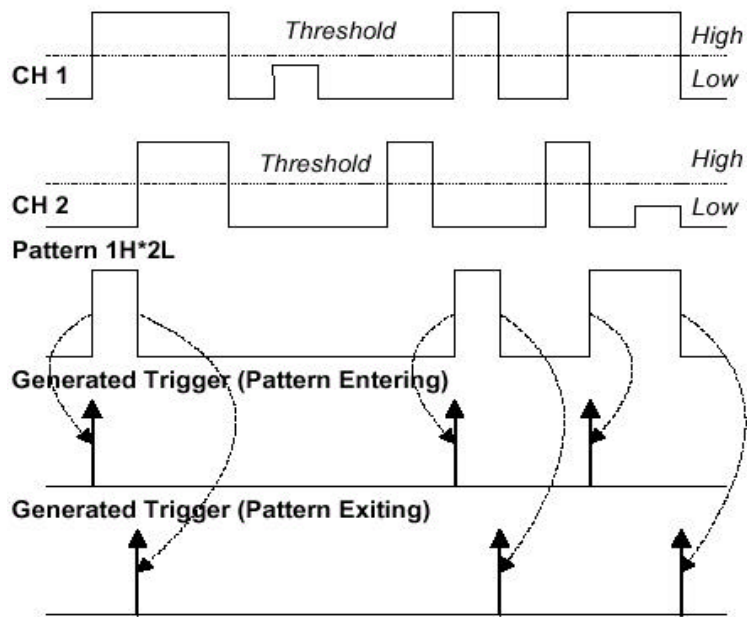 Threshold
High
CH 1
Low
Threshold
High
CH 2
Low
Pattern 1H*2L
Generated Trigger (Pattern Entering)
Generated Trigger (Pattern Exiting)